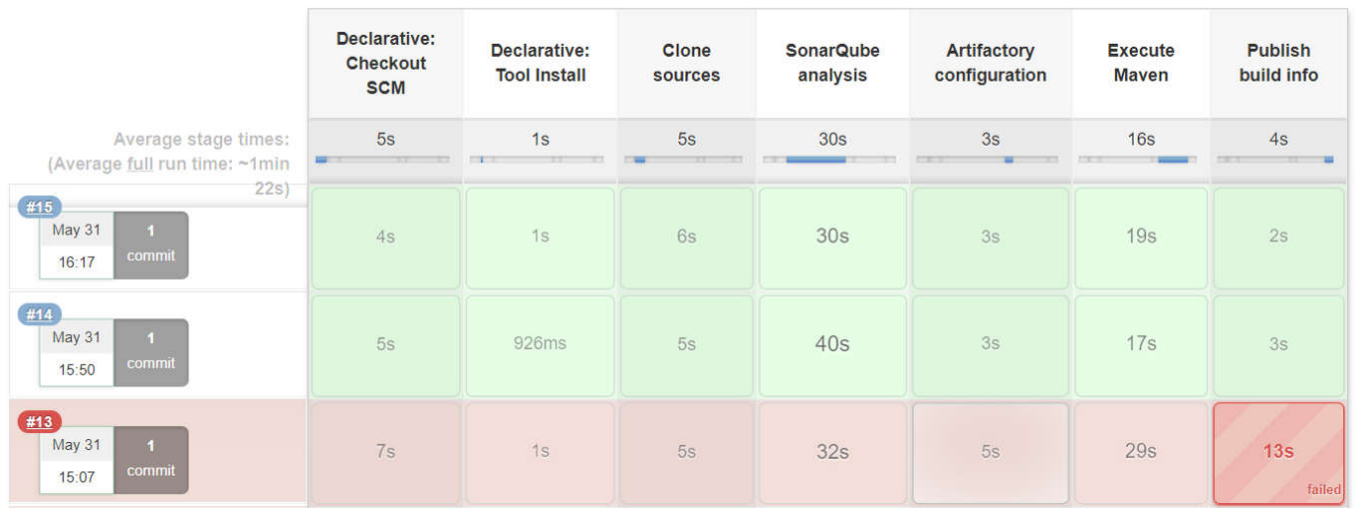 Declarative:
Checkout
SCM
Declarative:
Tool Install
Clone
sources
SonarQube
analysis
Artifactory
configuration
Execute
Maven
Publish
build info
Average stage times:
(Average full run time: ~1min
22s)
5s
1s
5s
30s
3s
16s
4s
#15
May 31
16:17
1
commit
4s
1s
6s
30s
3s
19s
2s
#14
May 31
15:50
1
commit
5s
926ms
5s
40s
3s
17s
3s
#13
May 31
15:07
1
commit
7s
1s
5s
32s
5s
29s
13s
failed